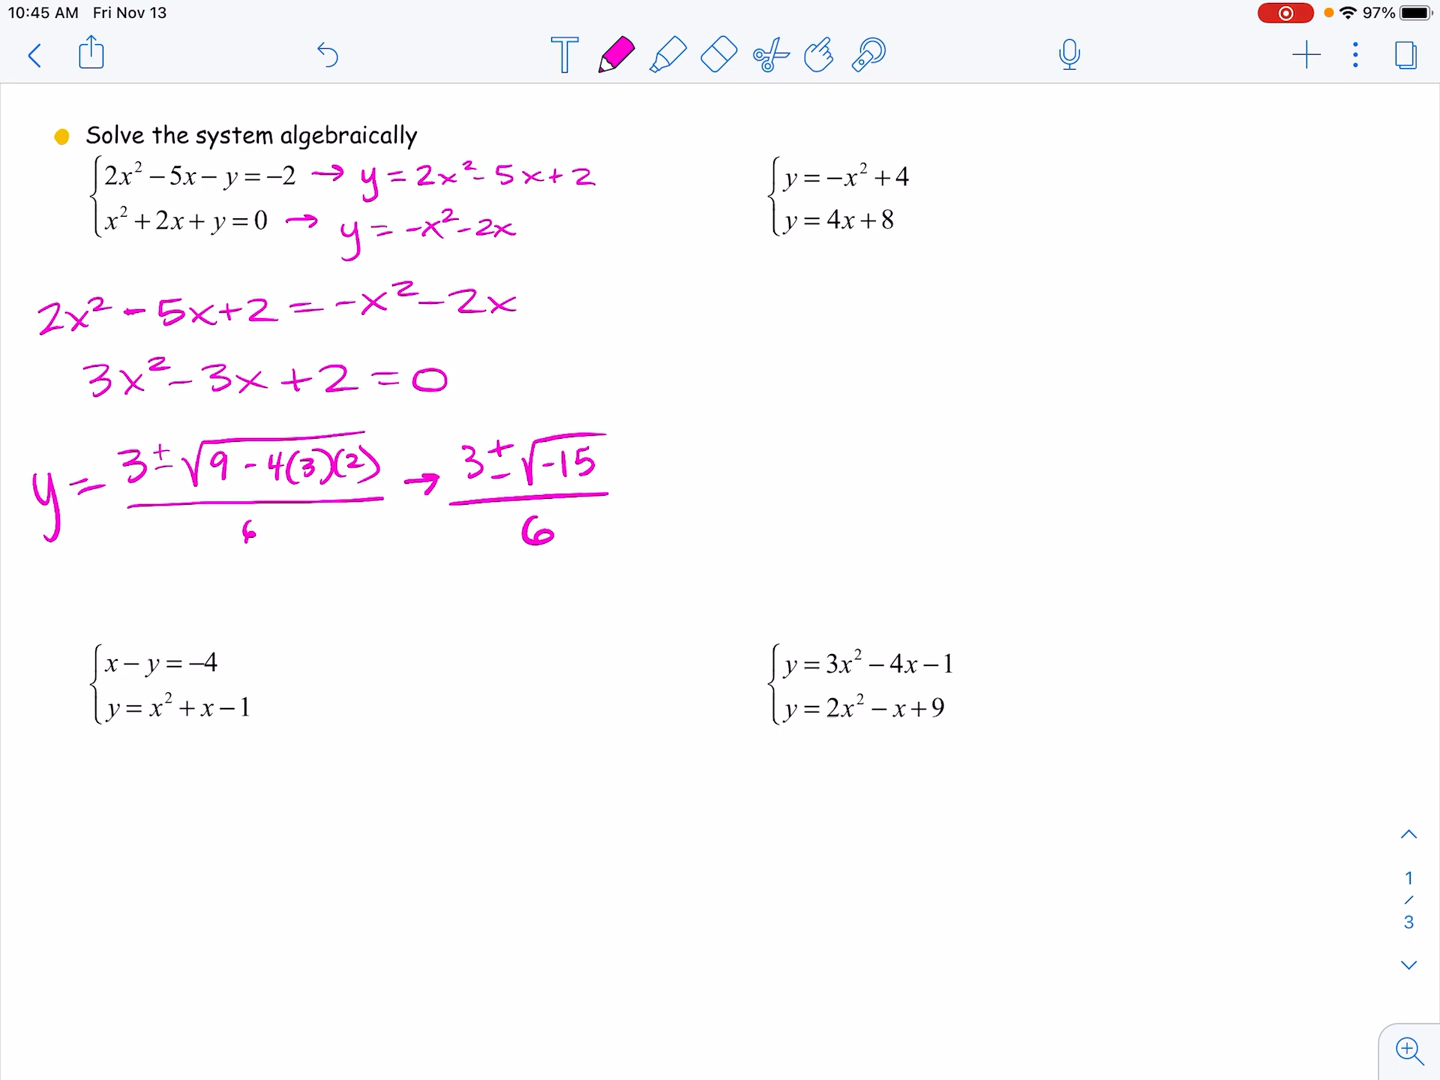 10:45 AM Fri Nov 13
97%
T
Solve the system algebraically
2x² − 5x − y = −2 → y = 2x² - 5x + 2
x² + 2x + y = 0 → y = -x² - 2x
y = −x² + 4
y = 4x + 8
2x² - 5x + 2 = -x² - 2x
3x² - 3x + 2 = 0
y = 3 ± √9 - 4(3)(2) / 6 → 3 ± √-15 / 6
x − y = −4
y = x² + x − 1
y = 3x² − 4x − 1
y = 2x² − x + 9
1
/
3